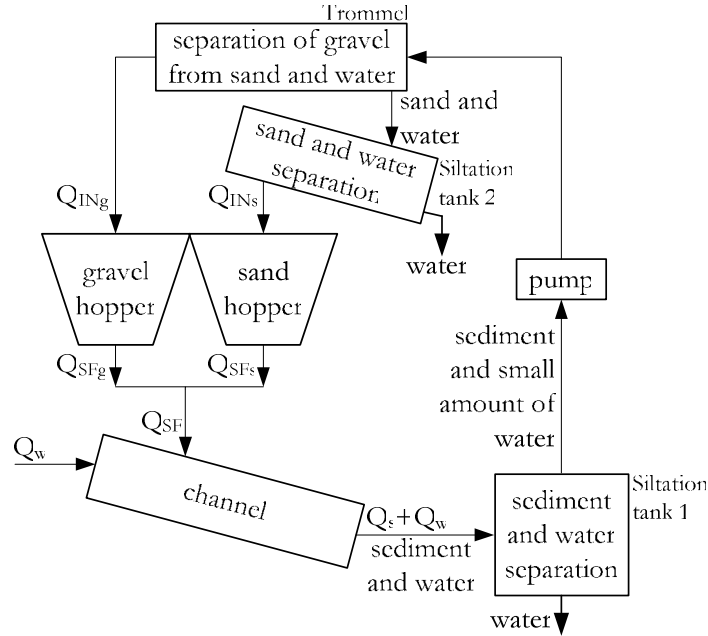 Trommel
separation of gravel
from sand and water
sand and
water
sand and water
separation
Siltation
tank 2
water
Q_INg
Q_INs
gravel
hopper
sand
hopper
pump
Q_SFg
Q_SFs
sediment
and small
amount of
water
Q_SF
Q_w
channel
Q_s+Q_w
sediment
and water
sediment
and water
separation
Siltation
tank 1
water